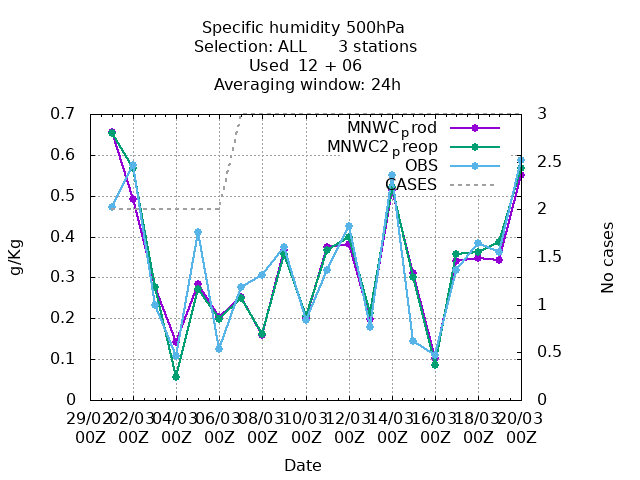 Specific humidity 500hPa
Selection: ALL 3 stations
Used 12 + 06
Averaging window: 24h
MNWCprod
MNWC2preop
OBS
CASES
g/Kg
0.7
0.6
0.5
0.4
0.3
0.2
0.1
0
3
2.5
2
1.5
1
0.5
0
No cases
29/02 02/03 04/03 06/03 08/03 10/03 12/03 14/03 16/03 18/03 20/03
00Z 00Z 00Z 00Z 00Z 00Z 00Z 00Z 00Z 00Z 00Z
Date